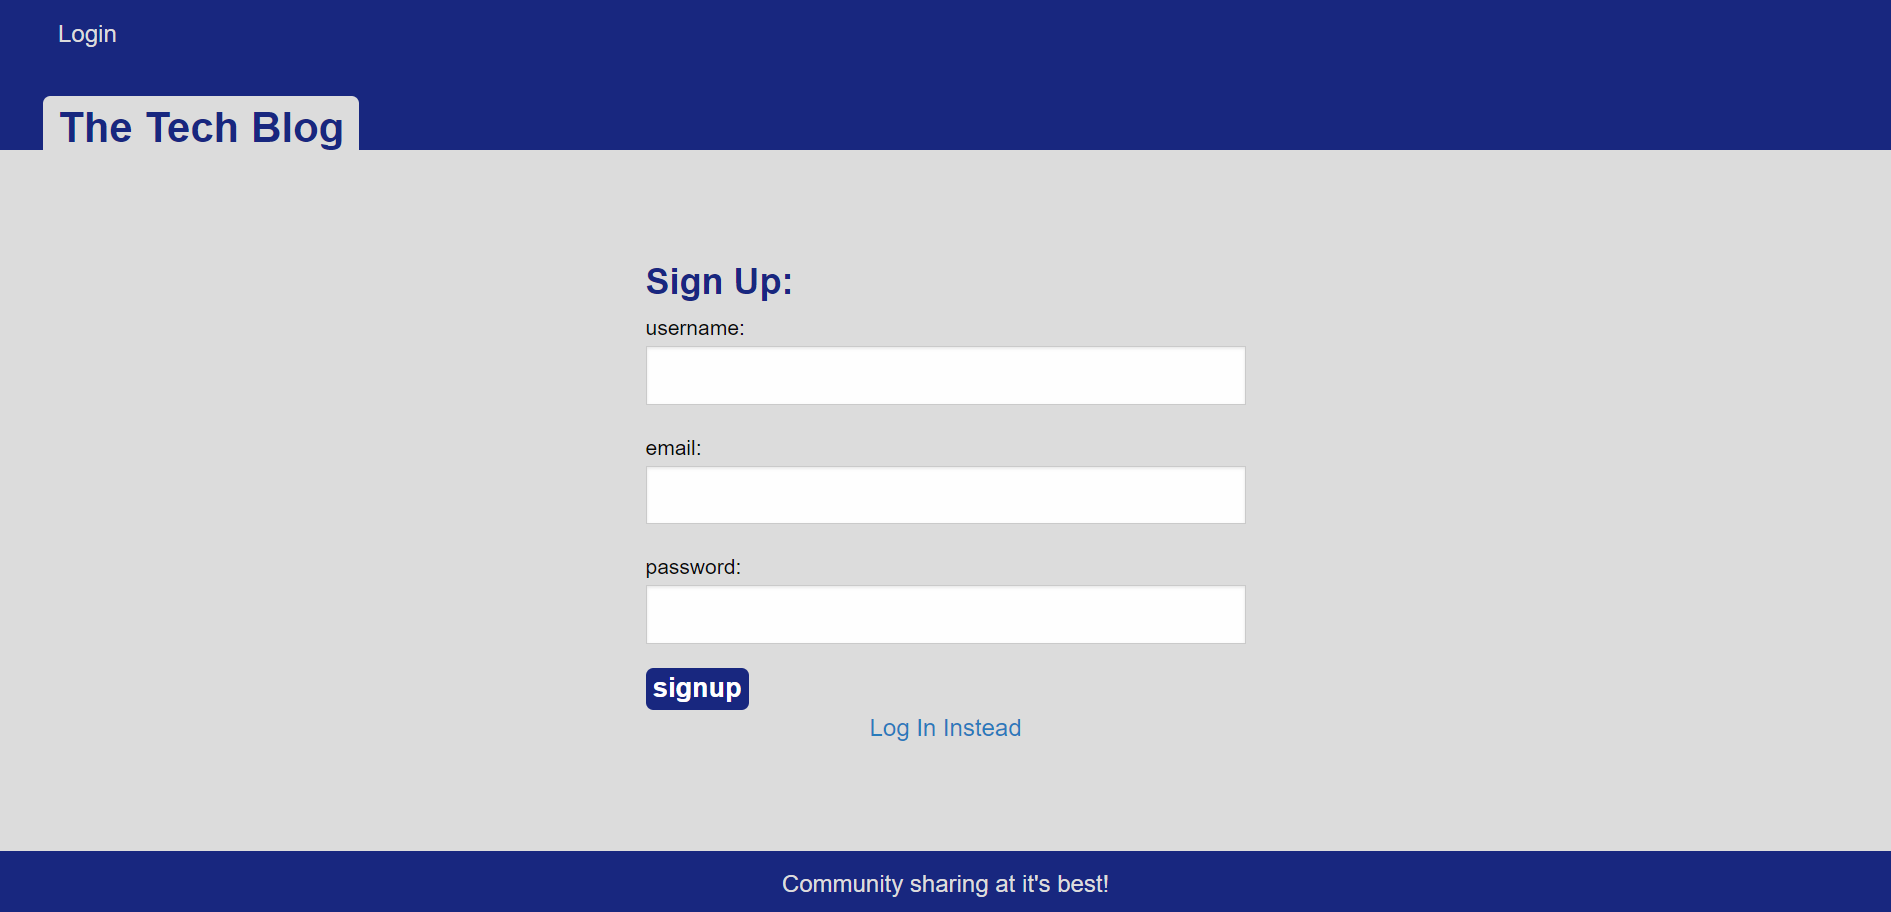 Login
The Tech Blog
Sign Up:
username:
email:
password:
signup
Log In Instead
Community sharing at it's best!